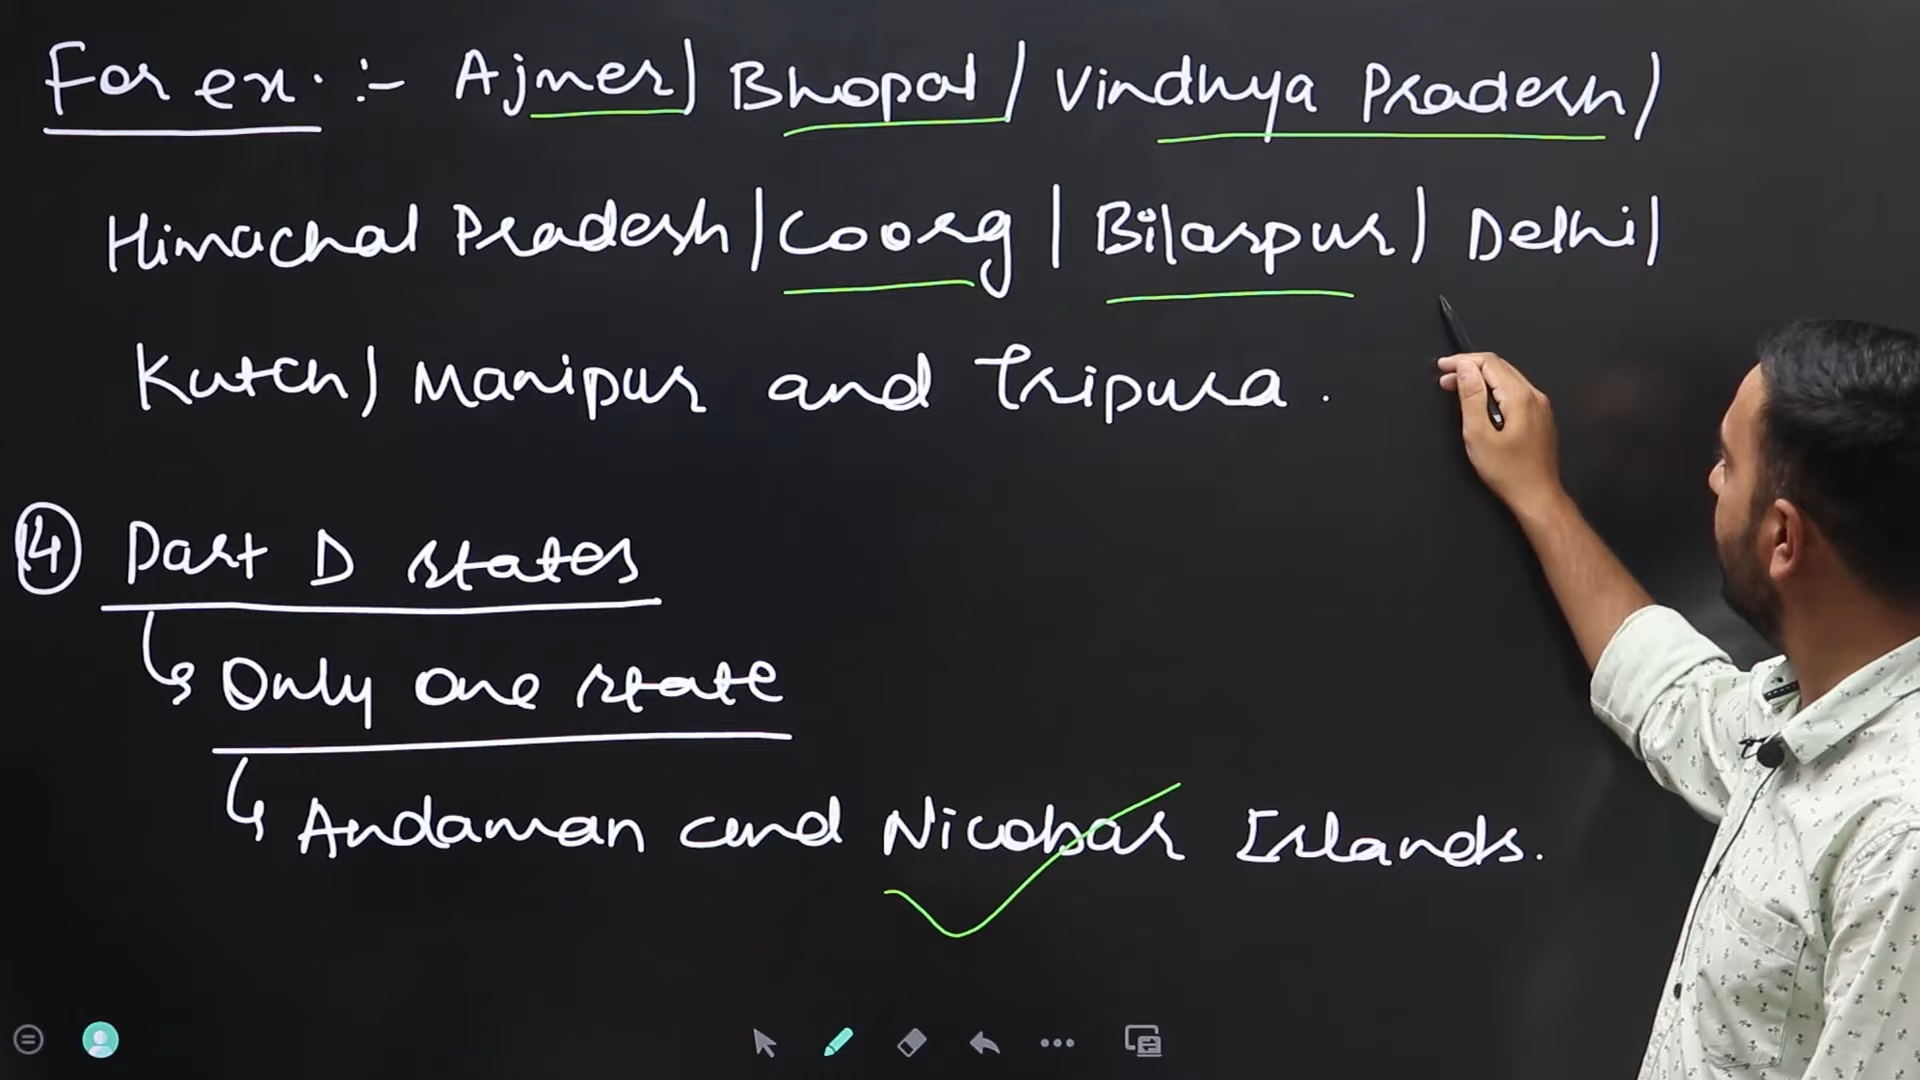 For ex. :- Ajmer/ Bhopal/ Vindhya Pradesh/
Himachal Pradesh/ Coorg/ Bilaspur/ Delhi/
Kutch/ Manipur and Tripura.
④ Part D states
↳ Only one state
↳ Andaman and Nicobar Islands.